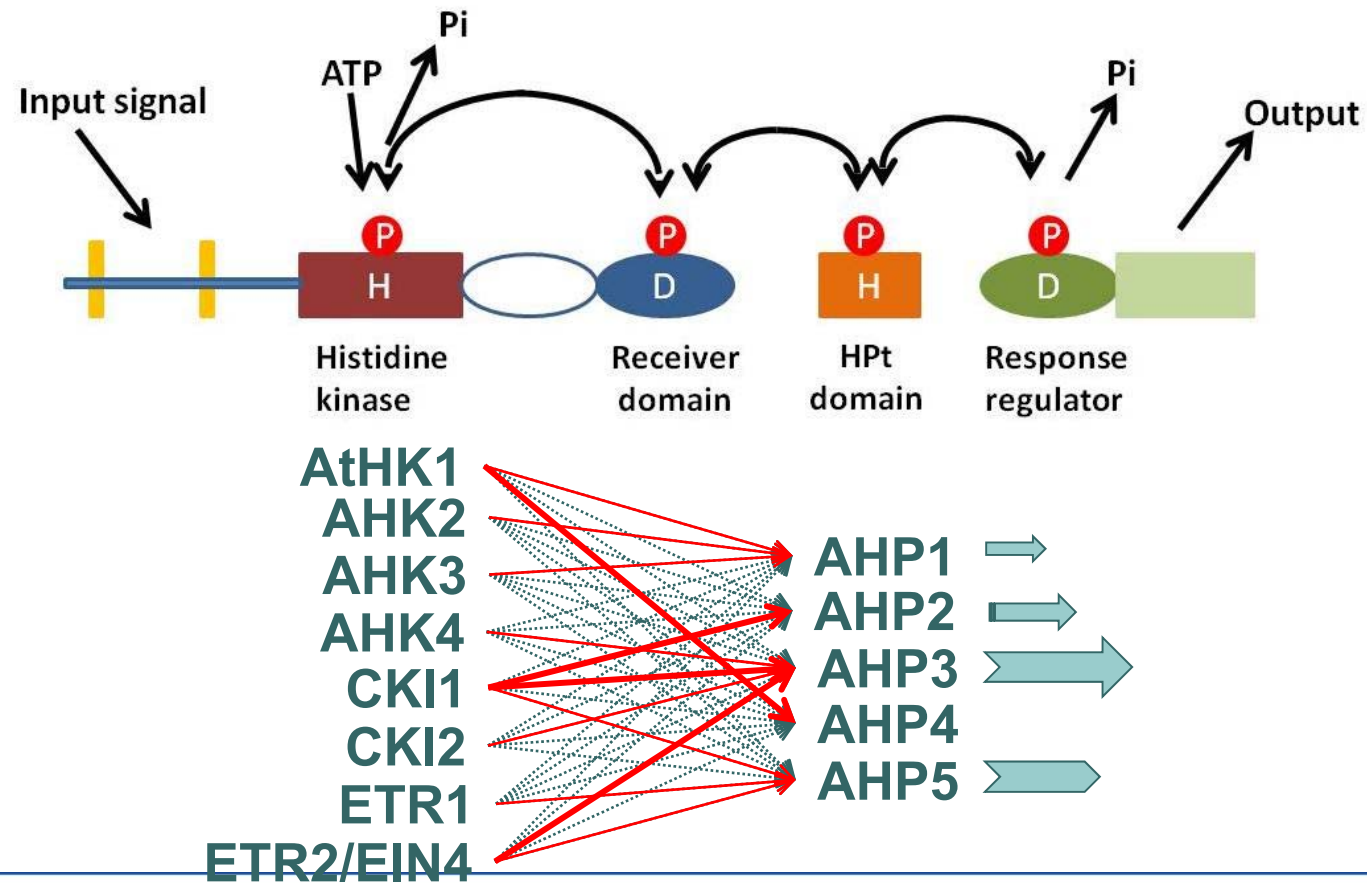 Pi
ATP
Pi
Input signal
Output
P
P
P
P
H
D
H
D
Histidine
kinase
Receiver
domain
HPt
domain
Response
regulator
AtHK1
AHK2
AHK3
AHK4
CKI1
CKI2
ETR1
ETR2/EIN4
AHP1
AHP2
AHP3
AHP4
AHP5